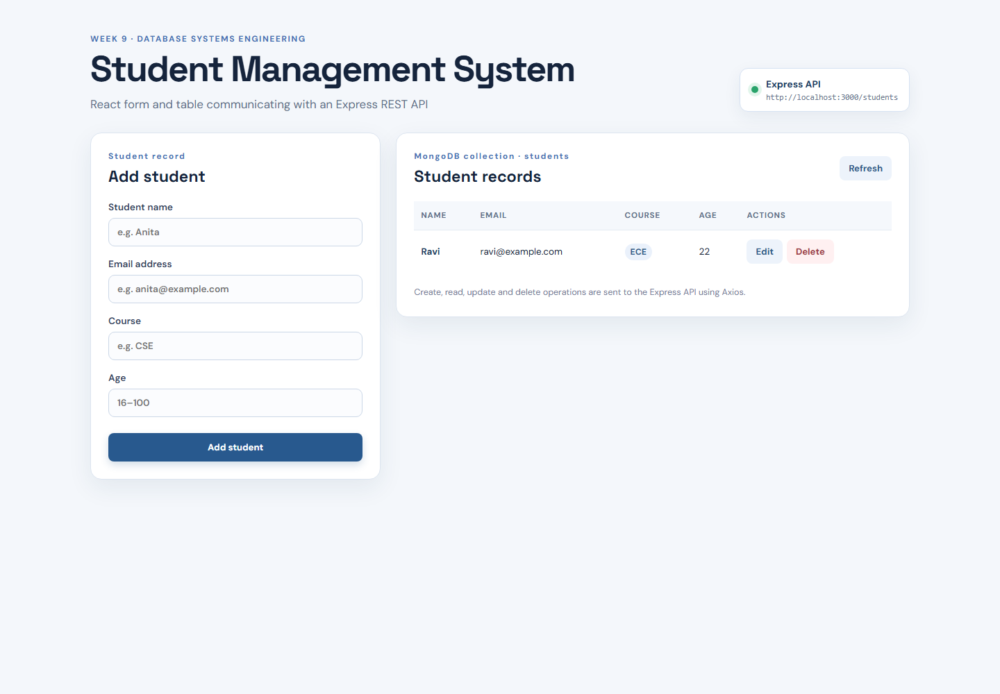 WEEK 9 · DATABASE SYSTEMS ENGINEERING
Student Management System
React form and table communicating with an Express REST API
Express API
http://localhost:3000/students
Student record
Add student
Student name
e.g. Anita
Email address
e.g. anita@example.com
Course
e.g. CSE
Age
16–100
Add student
MongoDB collection · students
Student records
Refresh
NAME EMAIL COURSE AGE ACTIONS
Ravi ravi@example.com ECE 22 Edit Delete
Create, read, update and delete operations are sent to the Express API using Axios.